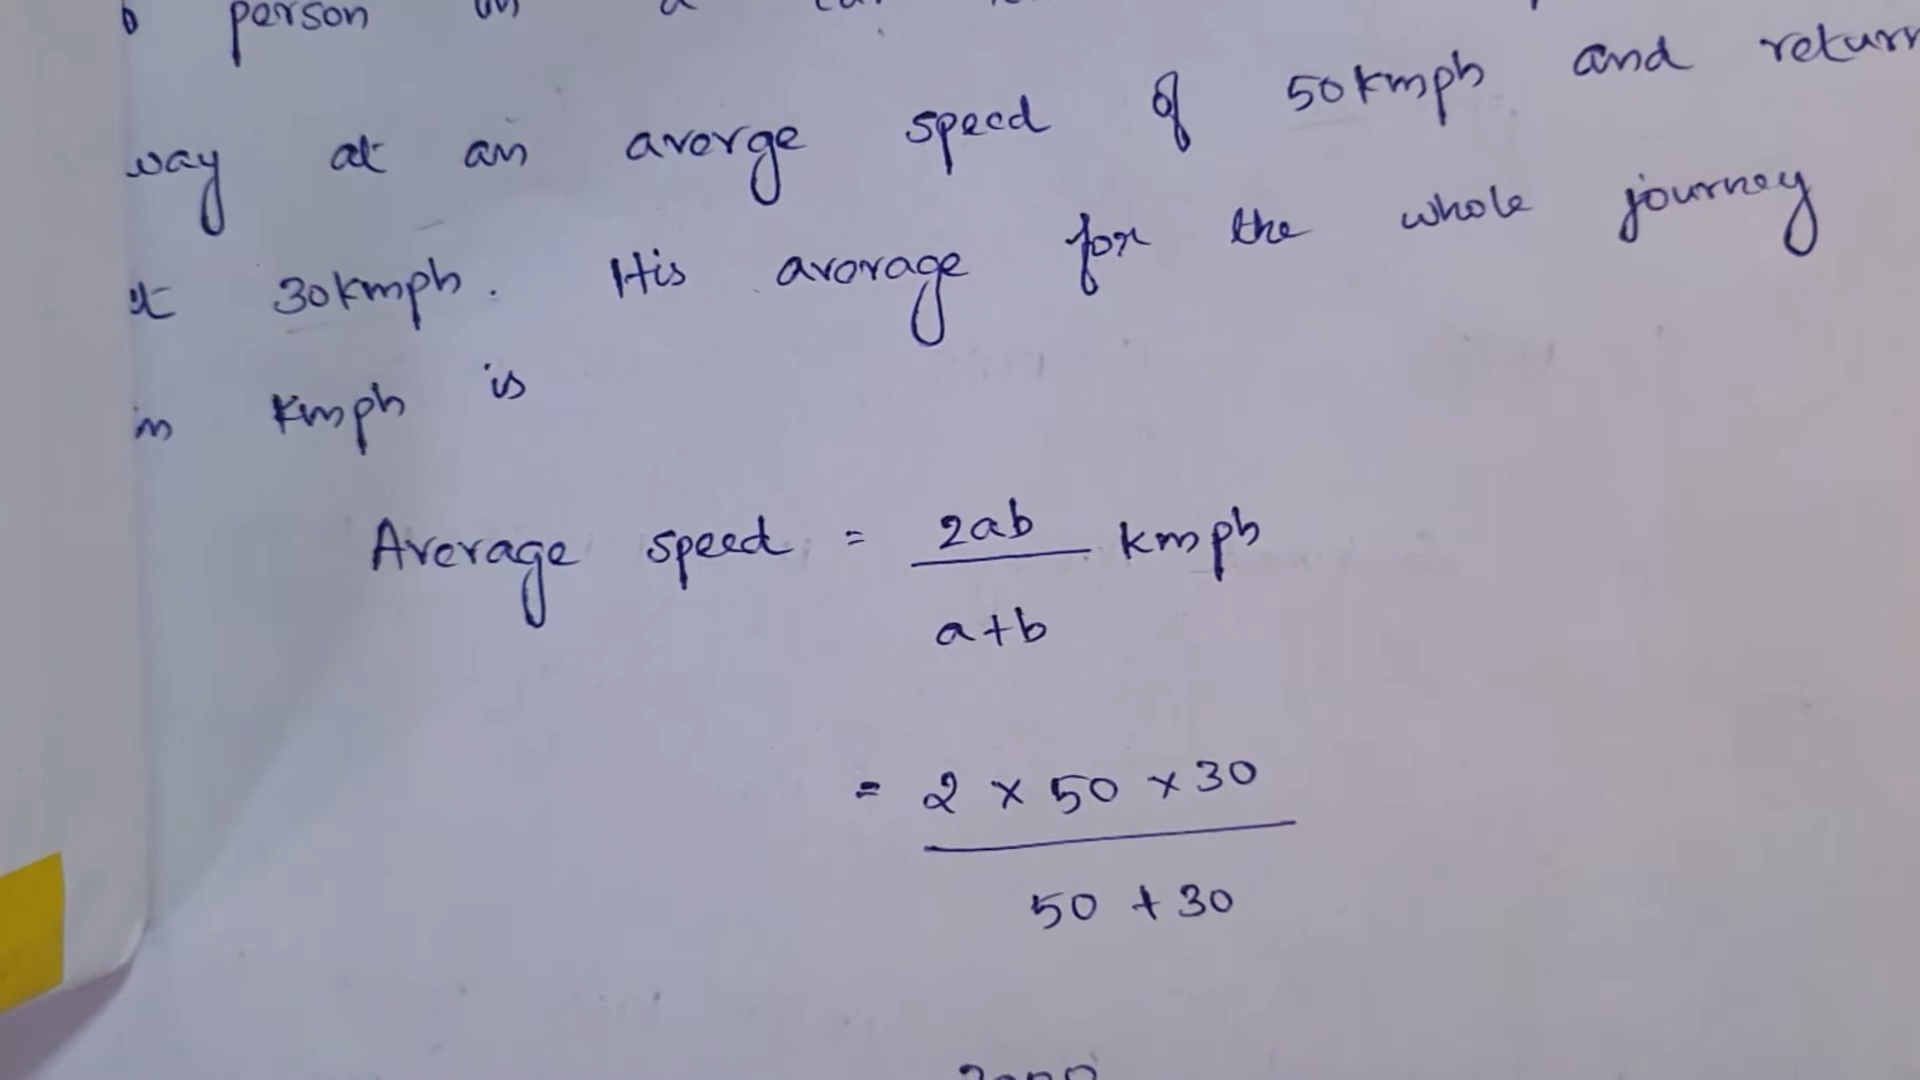 person
way at an averge speed of 50kmph and return
30kmph. His average for the whole journey
in kmph is
Average speed = 2ab kmph
a+b
= 2 x 50 x 30
50 + 30